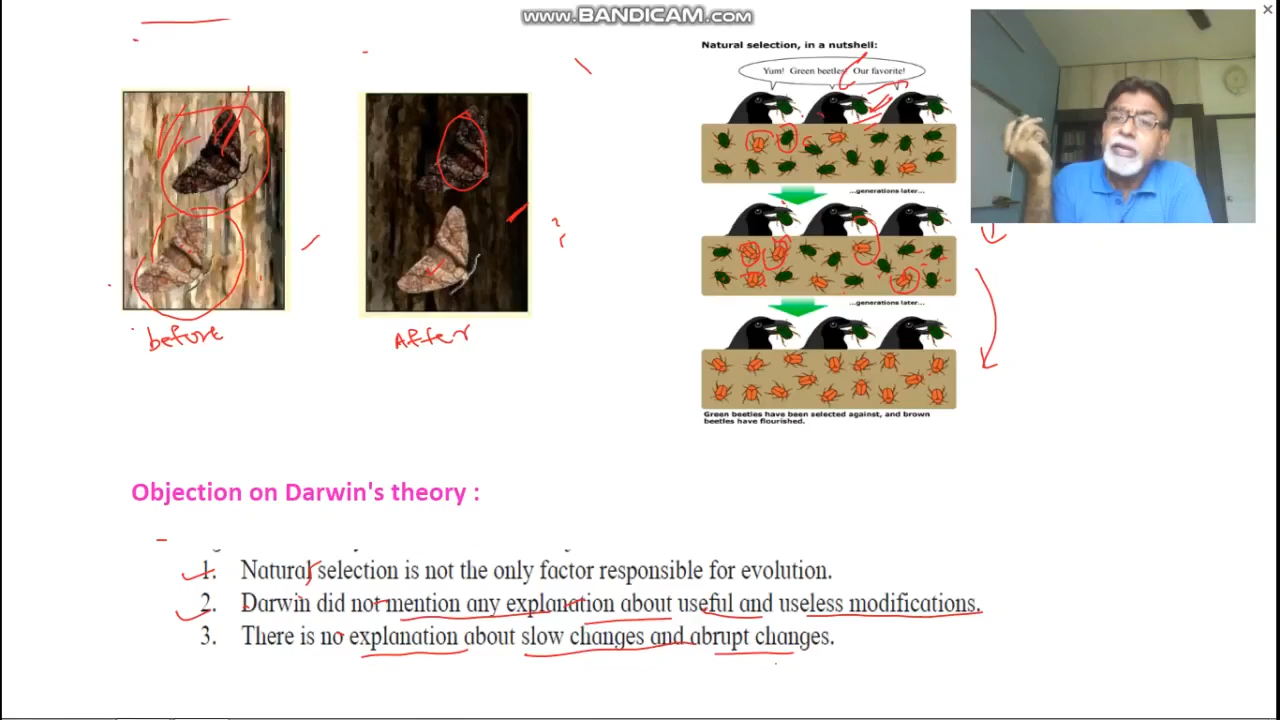 www.BANDICAM.com
Natural selection, in a nutshell:
Yum! Green beetles! Our favorite!
...generations later...
...generations later...
Green beetles have been selected against, and brown
beetles have flourished.
before
After
Objection on Darwin's theory :
1. Natural selection is not the only factor responsible for evolution.
2. Darwin did not mention any explanation about useful and useless modifications.
3. There is no explanation about slow changes and abrupt changes.